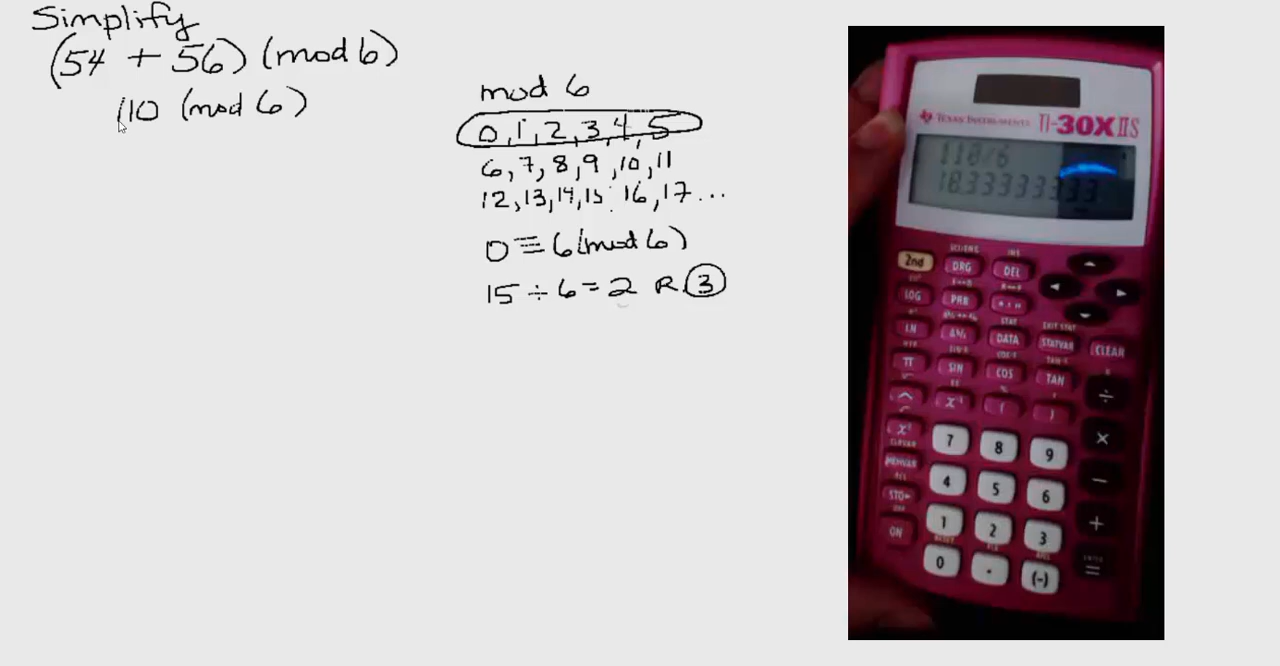 Simplify
(54 + 56) (mod 6)
110 (mod 6)
mod 6
0, 1, 2, 3, 4, 5
6, 7, 8, 9, 10, 11
12, 13, 14, 15, 16, 17 ...
0 ≡ 6 (mod 6)
15 ÷ 6 = 2 R 3
TEXAS INSTRUMENTS TI-30X IIS
110/6
18.33333333
2nd DRG DEL
LOG PRB
LN DATA STATVAR CLEAR
π SIN COS TAN ÷
^ ( )
7 8 9 ×
MEMVAR 4 5 6 −
STO▸ 1 2 3 +
ON 0 . (-) =